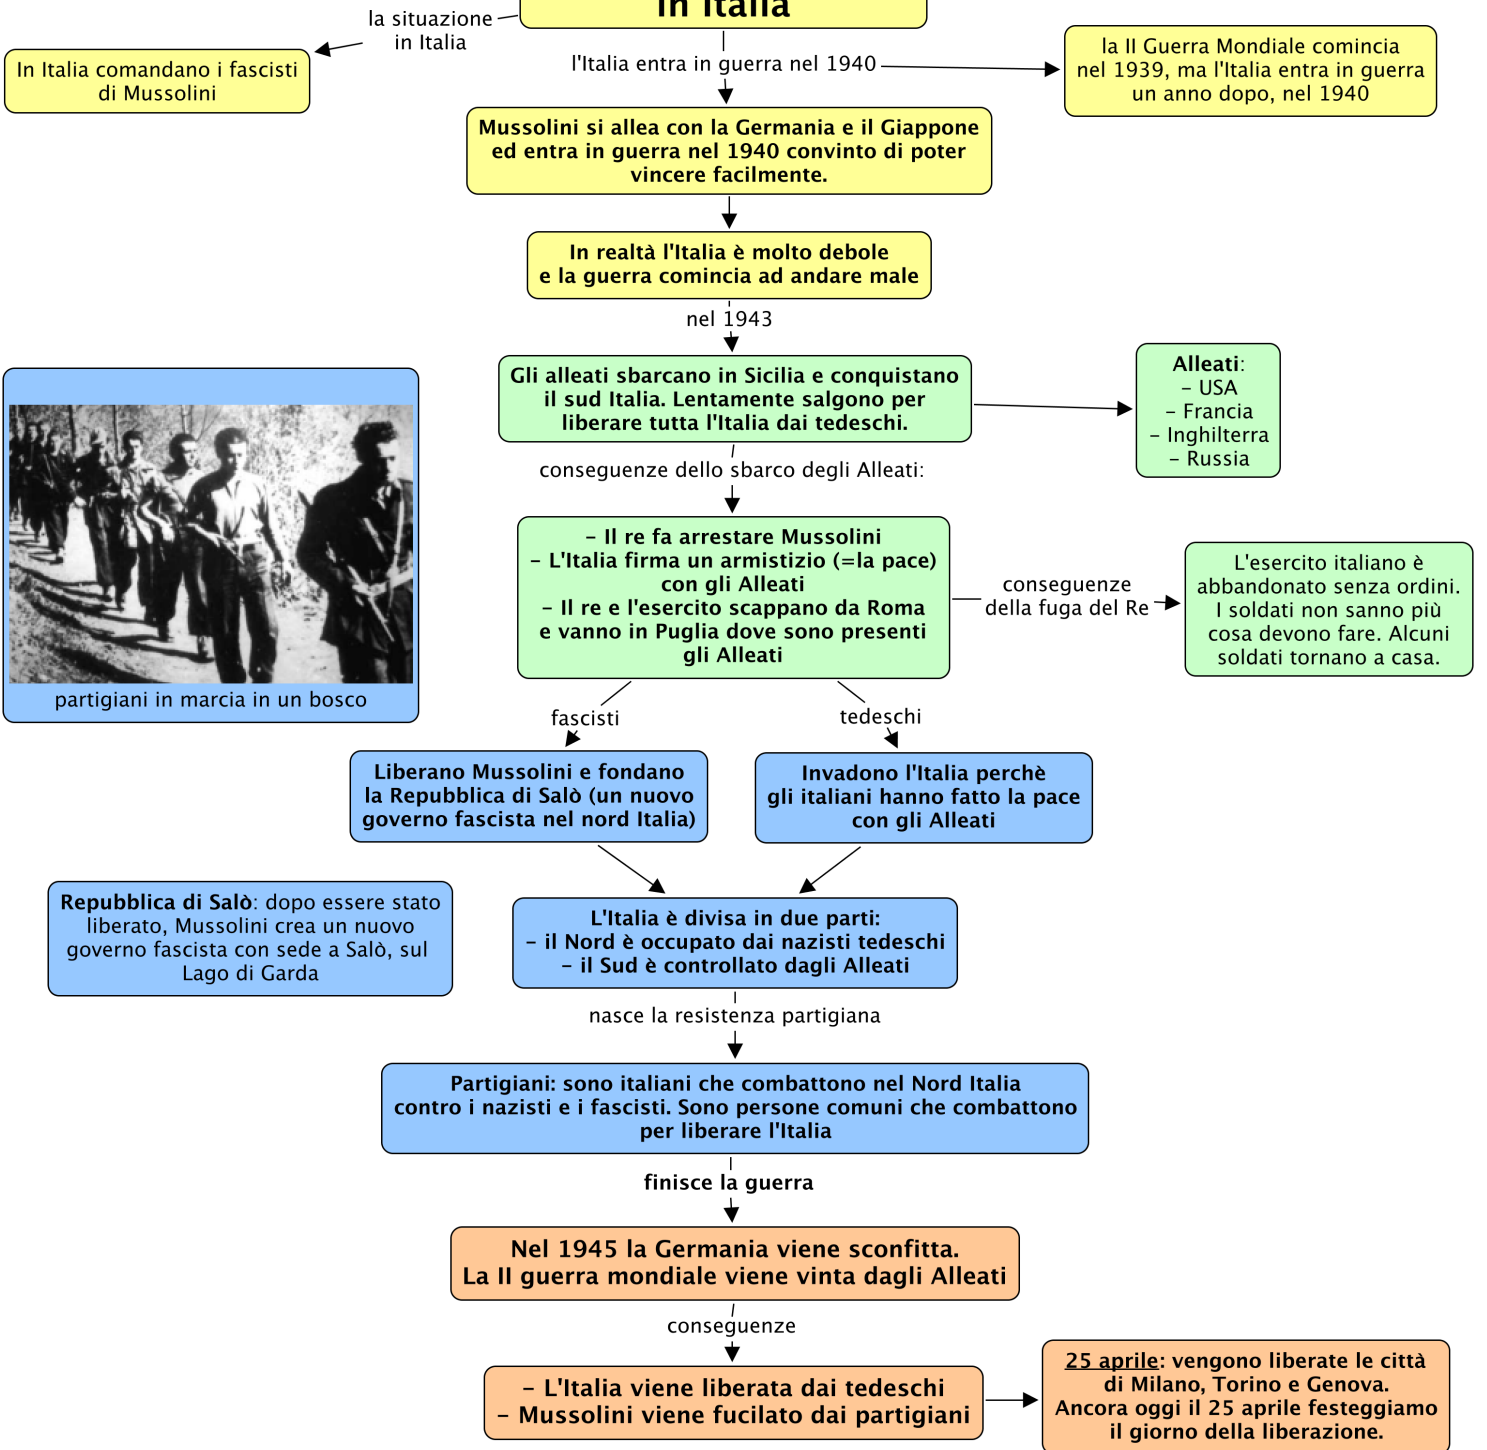 in Italia
la situazione
in Italia
In Italia comandano i fascisti
di Mussolini
l'Italia entra in guerra nel 1940
la II Guerra Mondiale comincia
nel 1939, ma l'Italia entra in guerra
un anno dopo, nel 1940
Mussolini si allea con la Germania e il Giappone
ed entra in guerra nel 1940 convinto di poter
vincere facilmente.
In realtà l'Italia è molto debole
e la guerra comincia ad andare male
nel 1943
Gli alleati sbarcano in Sicilia e conquistano
il sud Italia. Lentamente salgono per
liberare tutta l'Italia dai tedeschi.
Alleati:
– USA
– Francia
– Inghilterra
– Russia
conseguenze dello sbarco degli Alleati:
– Il re fa arrestare Mussolini
– L'Italia firma un armistizio (=la pace)
con gli Alleati
– Il re e l'esercito scappano da Roma
e vanno in Puglia dove sono presenti
gli Alleati
conseguenze
della fuga del Re
L'esercito italiano è
abbandonato senza ordini.
I soldati non sanno più
cosa devono fare. Alcuni
soldati tornano a casa.
partigiani in marcia in un bosco
fascisti
tedeschi
Liberano Mussolini e fondano
la Repubblica di Salò (un nuovo
governo fascista nel nord Italia)
Invadono l'Italia perchè
gli italiani hanno fatto la pace
con gli Alleati
Repubblica di Salò: dopo essere stato
liberato, Mussolini crea un nuovo
governo fascista con sede a Salò, sul
Lago di Garda
L'Italia è divisa in due parti:
– il Nord è occupato dai nazisti tedeschi
– il Sud è controllato dagli Alleati
nasce la resistenza partigiana
Partigiani: sono italiani che combattono nel Nord Italia
contro i nazisti e i fascisti. Sono persone comuni che combattono
per liberare l'Italia
finisce la guerra
Nel 1945 la Germania viene sconfitta.
La II guerra mondiale viene vinta dagli Alleati
conseguenze
– L'Italia viene liberata dai tedeschi
– Mussolini viene fucilato dai partigiani
25 aprile: vengono liberate le città
di Milano, Torino e Genova.
Ancora oggi il 25 aprile festeggiamo
il giorno della liberazione.